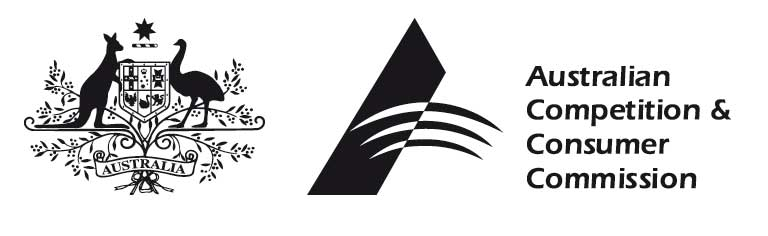 AUSTRALIA
Australian
Competition &
Consumer
Commission